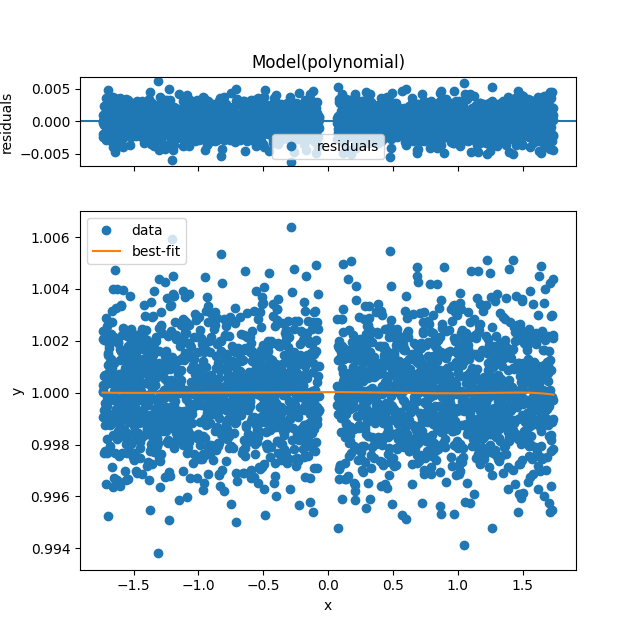 Model(polynomial)
0.005
0.000
−0.005
residuals
residuals
data
best-fit
1.006
1.004
1.002
1.000
0.998
0.996
0.994
y
−1.5 −1.0 −0.5 0.0 0.5 1.0 1.5
x